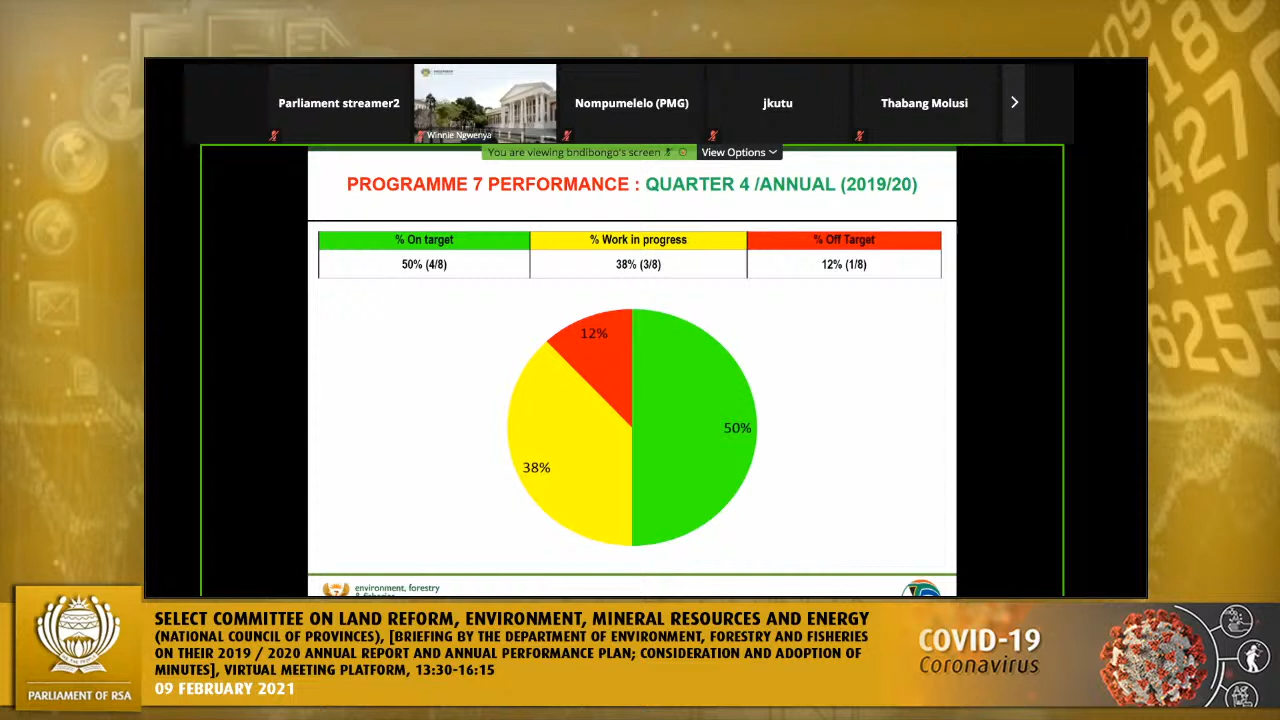 Parliament streamer2
Winnie Ngwenya
Nompumelelo (PMG)
jkutu
Thabang Molusi
You are viewing bndibongo's screen
View Options
PROGRAMME 7 PERFORMANCE : QUARTER 4 /ANNUAL (2019/20)
% On target
% Work in progress
% Off Target
50% (4/8)
38% (3/8)
12% (1/8)
12%
50%
38%
environment, forestry
& fisheries
SELECT COMMITTEE ON LAND REFORM, ENVIRONMENT, MINERAL RESOURCES AND ENERGY
(NATIONAL COUNCIL OF PROVINCES), [BRIEFING BY THE DEPARTMENT OF ENVIRONMENT, FORESTRY AND FISHERIES
ON THEIR 2019 / 2020 ANNUAL REPORT AND ANNUAL PERFORMANCE PLAN; CONSIDERATION AND ADOPTION OF
MINUTES], VIRTUAL MEETING PLATFORM, 13:30-16:15
09 FEBRUARY 2021
PARLIAMENT OF RSA
COVID-19
Coronavirus